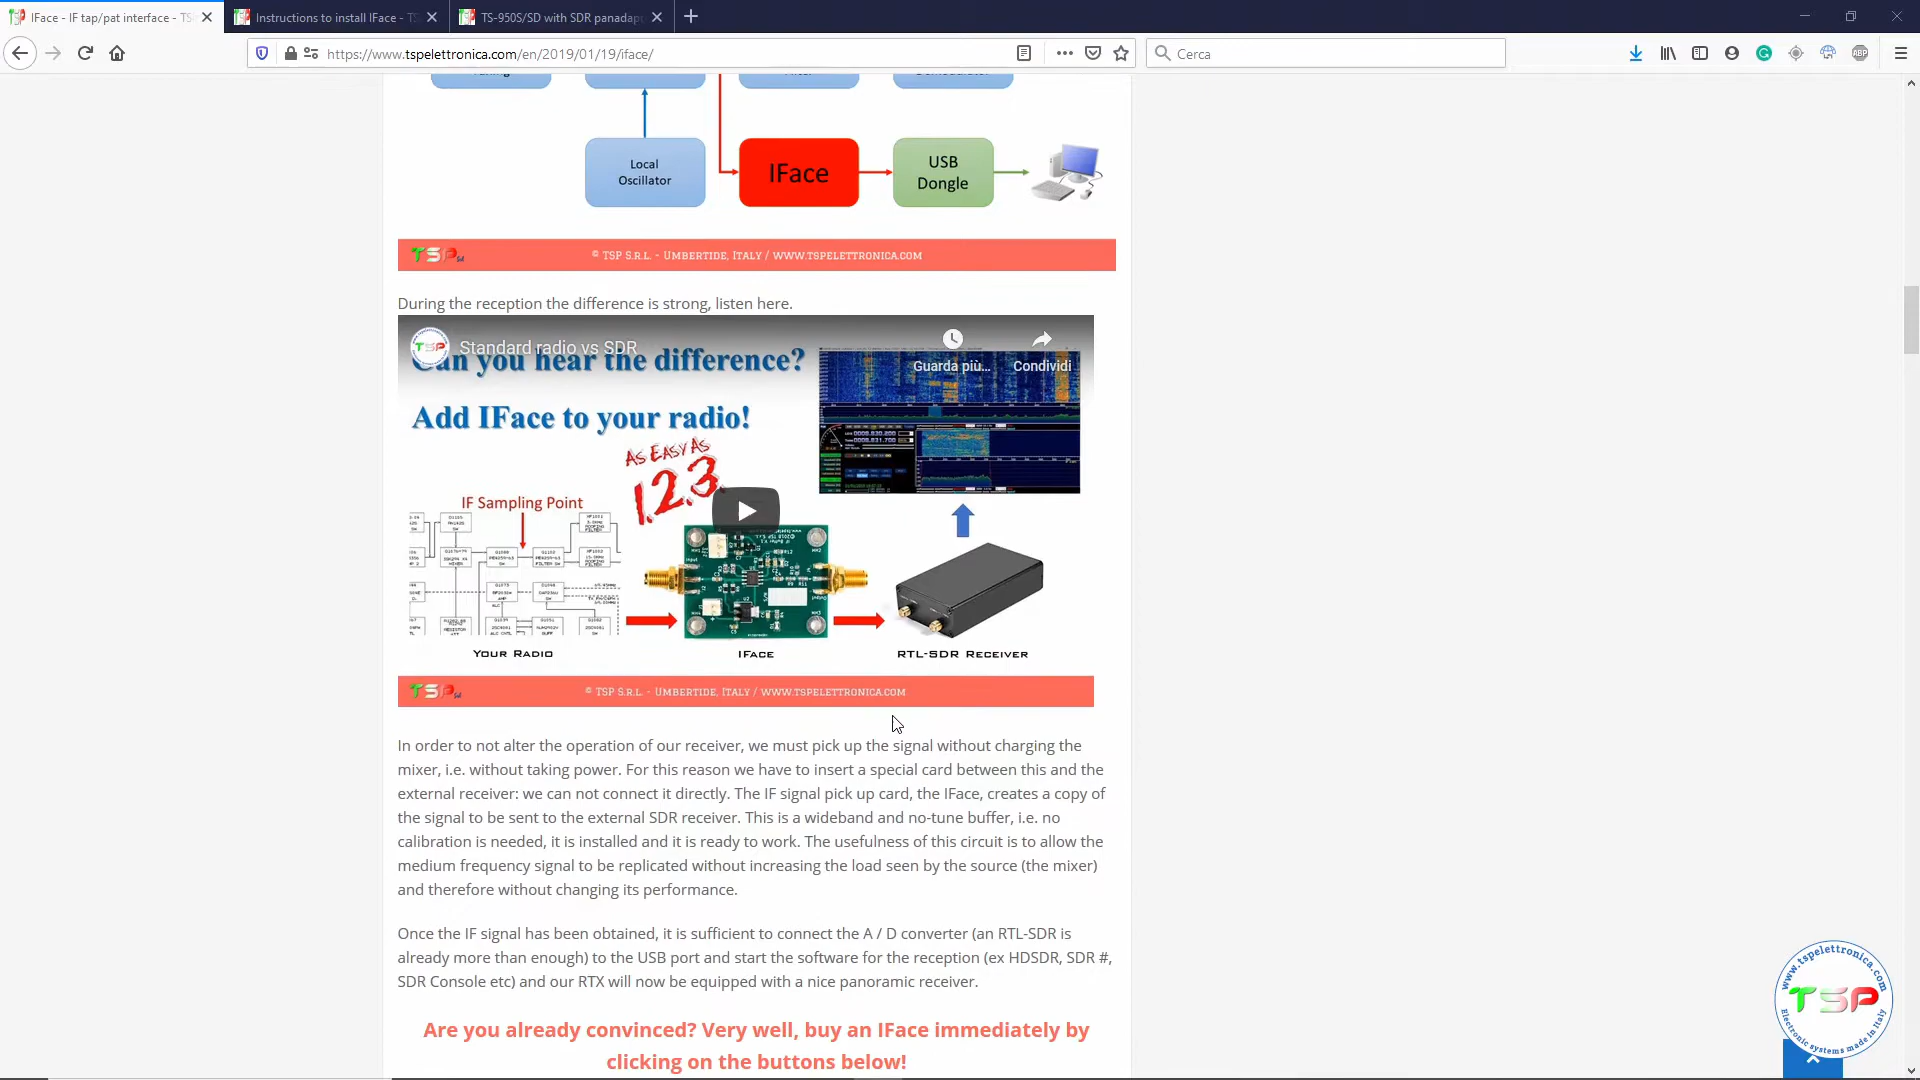 IFace - IF tap/pat interface - TS
Instructions to install IFace - TS
TS-950S/SD with SDR panadap
https://www.tspelettronica.com/en/2019/01/19/iface/
Cerca
Local
Oscillator
IFace
USB
Dongle
TSP
© TSP S.R.L. - Umbertide, Italy / www.tspelettronica.com
During the reception the difference is strong, listen here.
TSP
Standard radio vs SDR
Can you hear the difference?
Guarda più...
Condividi
Add IFace to your radio!
As Easy As
1.2.3
IF Sampling Point
Your Radio
IFace
RTL-SDR Receiver
TSP
© TSP S.R.L. - Umbertide, Italy / www.tspelettronica.com
In order to not alter the operation of our receiver, we must pick up the signal without charging the
mixer, i.e. without taking power. For this reason we have to insert a special card between this and the
external receiver: we can not connect it directly. The IF signal pick up card, the IFace, creates a copy of
the signal to be sent to the external SDR receiver. This is a wideband and no-tune buffer, i.e. no
calibration is needed, it is installed and it is ready to work. The usefulness of this circuit is to allow the
medium frequency signal to be replicated without increasing the load seen by the source (the mixer)
and therefore without changing its performance.
Once the IF signal has been obtained, it is sufficient to connect the A / D converter (an RTL-SDR is
already more than enough) to the USB port and start the software for the reception (ex HDSDR, SDR #,
SDR Console etc) and our RTX will now be equipped with a nice panoramic receiver.
Are you already convinced? Very well, buy an IFace immediately by
clicking on the buttons below!
www.tspelettronica.com
TSP
Electronic systems made in Italy